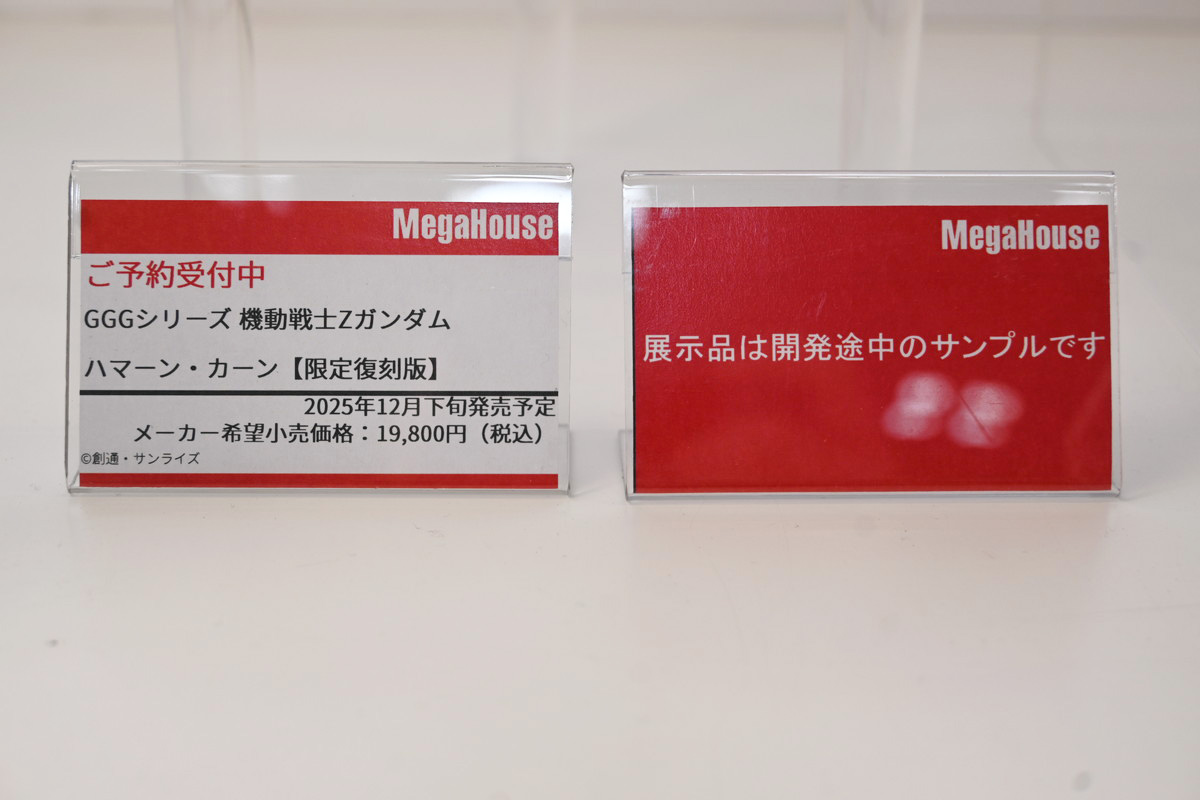 MegaHouse
ご予約受付中
GGGシリーズ 機動戦士Zガンダム
ハマーン・カーン【限定復刻版】
2025年12月下旬発売予定
メーカー希望小売価格：19,800円（税込）
©創通・サンライズ
MegaHouse
展示品は開発途中のサンプルです